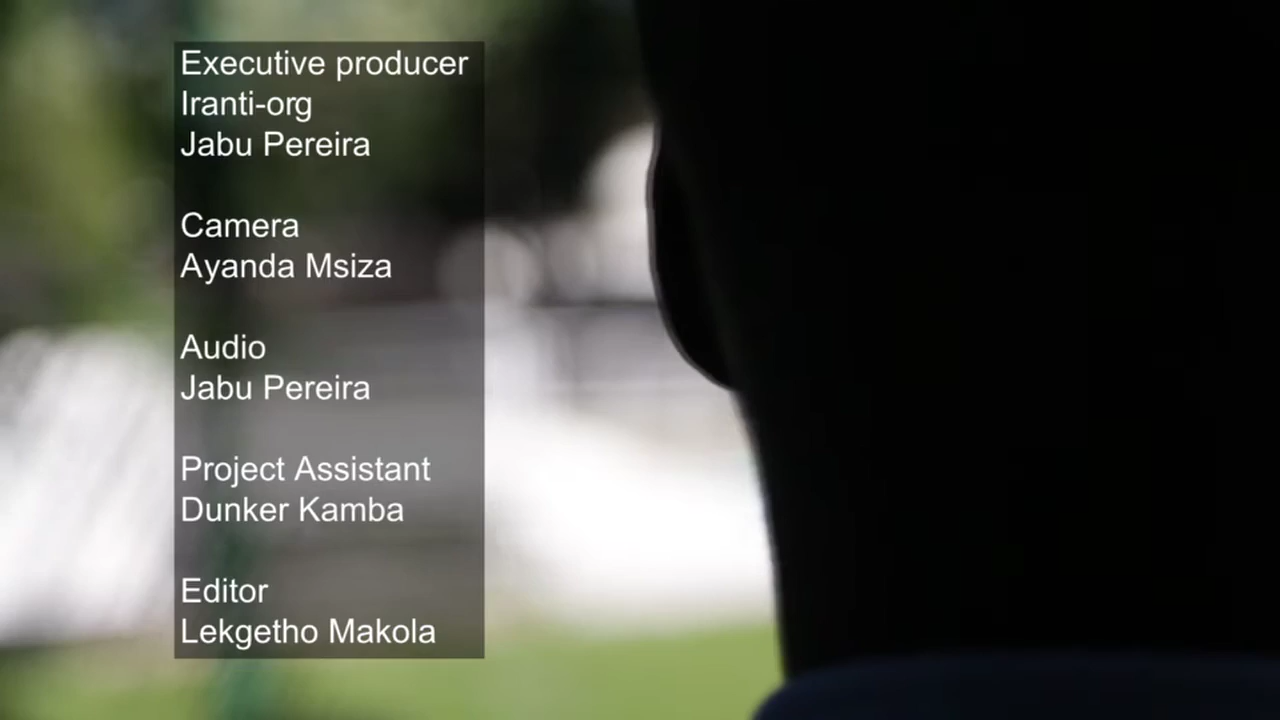 Executive producer
Iranti-org
Jabu Pereira
Camera
Ayanda Msiza
Audio
Jabu Pereira
Project Assistant
Dunker Kamba
Editor
Lekgetho Makola